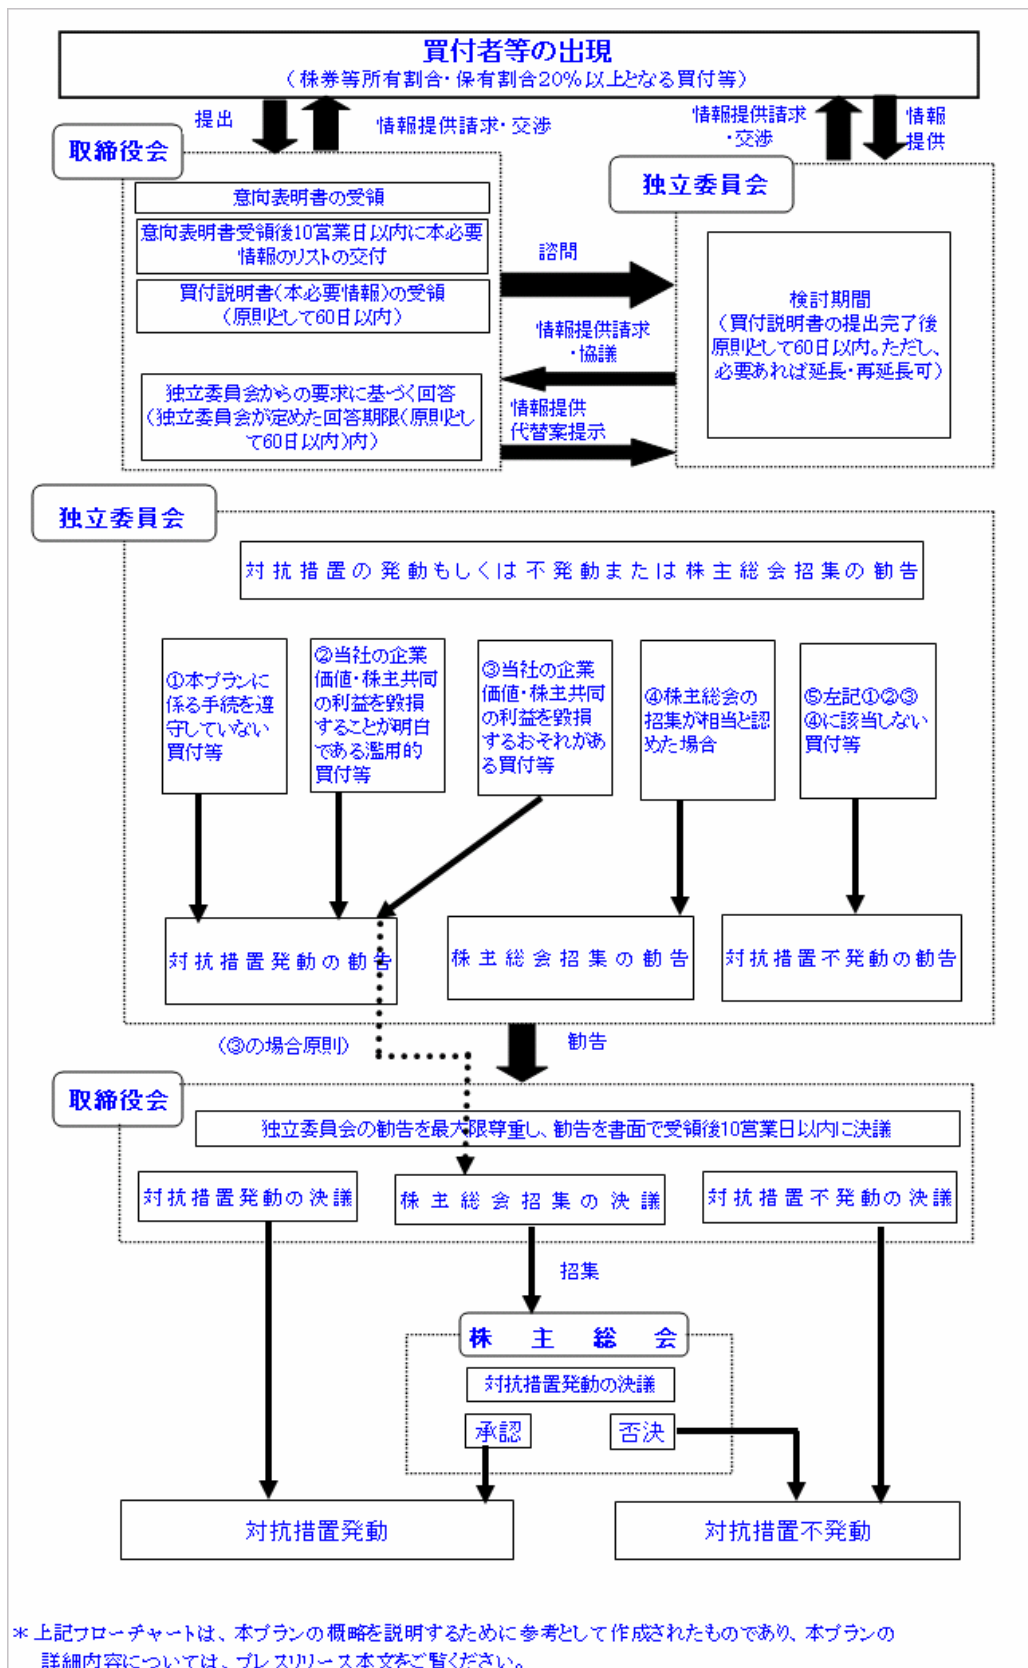 買付者等の出現
(株券等所有割合・保有割合20%以上となる買付等)
提出
情報提供請求・交渉
情報提供請求
・交渉
情報
提供
取締役会
意向表明書の受領
意向表明書受領後10営業日以内に本必要
情報のリストの交付
買付説明書(本必要情報)の受領
(原則として60日以内)
独立委員会からの要求に基づく回答
(独立委員会が定めた回答期限(原則とし
て60日以内)内)
諮問
情報提供請求
・協議
情報提供
代替案提示
独立委員会
検討期間
(買付説明書の提出完了後
原則として60日以内。ただし、
必要あれば延長・再延長可)
独立委員会
対抗措置の発動もしくは不発動または株主総会招集の勧告
①本プランに
係る手続を遵
守していない
買付等
②当社の企業
価値・株主共同
の利益を毀損
することが明白
である濫用的
買付等
③当社の企業
価値・株主共同
の利益を毀損
するおそれがあ
る買付等
④株主総会の
招集が相当と認
めた場合
⑤左記①②③
④に該当しない
買付等
対抗措置発動の勧告
株主総会招集の勧告
対抗措置不発動の勧告
(③の場合原則)
勧告
取締役会
独立委員会の勧告を最大限尊重し、勧告を書面で受領後10営業日以内に決議
対抗措置発動の決議
株主総会招集の決議
対抗措置不発動の決議
招集
株主総会
対抗措置発動の決議
承認
否決
対抗措置発動
対抗措置不発動
*上記フローチャートは、本プランの概略を説明するために参考として作成されたものであり、本プランの
詳細内容については、プレスリリース本文をご覧ください。